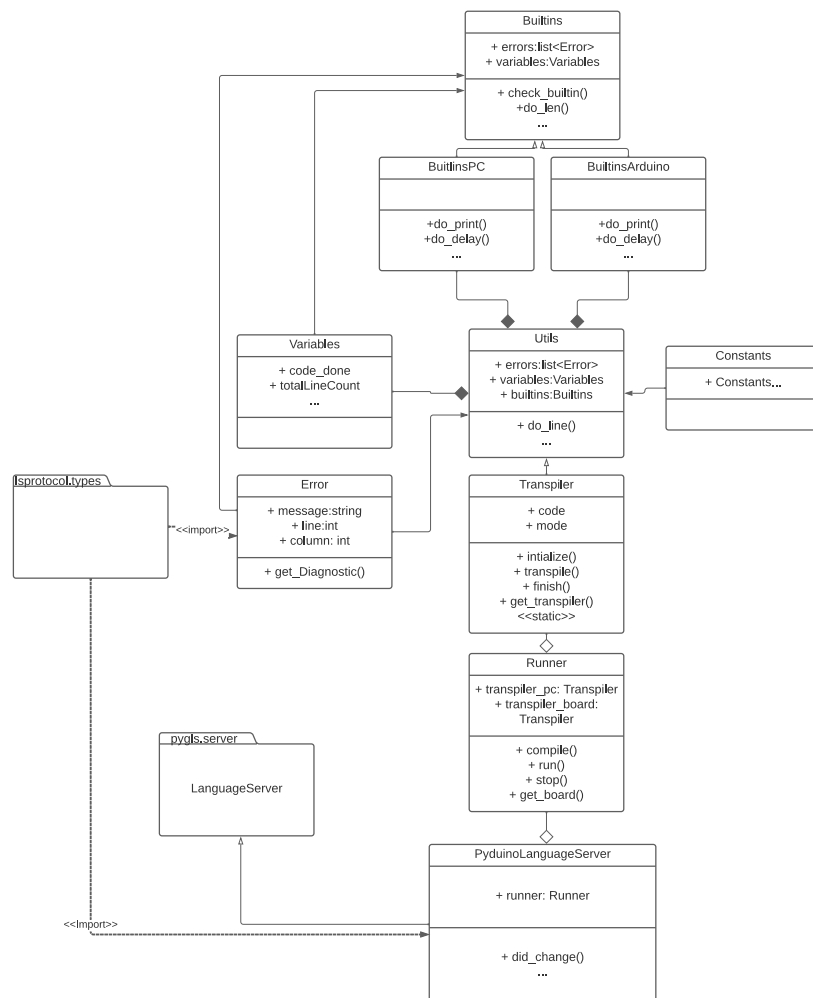 Builtins
+ errors:list<Error>
+ variables:Variables
+ check_builtin()
+do_len()
...
BuitlinsPC
+do_print()
+do_delay()
...
BuiltinsArduino
+do_print()
+do_delay()
...
Variables
+ code_done
+ totalLineCount
...
Utils
+ errors:list<Error>
+ variables:Variables
+ builtins:Builtins
+ do_line()
...
Constants
+ Constants...
lsprotocol.types
<<import>>
Error
+ message:string
+ line:int
+ column: int
+ get_Diagnostic()
Transpiler
+ code
+ mode
+ intialize()
+ transpile()
+ finish()
+ get_transpiler()
<<static>>
Runner
+ transpiler_pc: Transpiler
+ transpiler_board:
Transpiler
+ compile()
+ run()
+ stop()
+ get_board()
pygls.server
LanguageServer
PyduinoLanguageServer
+ runner: Runner
<<Import>>
+ did_change()
...